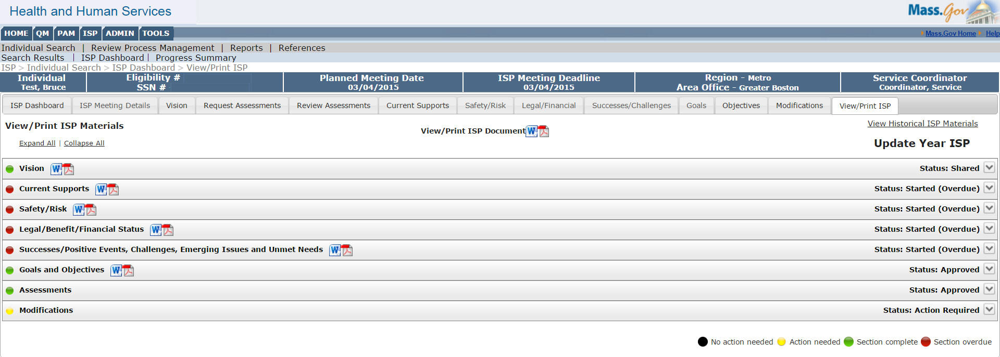 Health and Human Services
Mass.Gov
HOME QM PAM ISP ADMIN TOOLS
Mass.Gov Home Help
Individual Search | Review Process Management | Reports | References
Search Results | ISP Dashboard | Progress Summary
ISP > Individual Search > ISP Dashboard > View/Print ISP
Individual Eligibility # Planned Meeting Date ISP Meeting Deadline Region - Metro Service Coordinator
Test, Bruce SSN # 03/04/2015 03/04/2015 Area Office - Greater Boston Coordinator, Service
ISP Dashboard ISP Meeting Details Vision Request Assessments Review Assessments Current Supports Safety/Risk Legal/Financial Successes/Challenges Goals Objectives Modifications View/Print ISP
View/Print ISP Materials
View/Print ISP Document
View Historical ISP Materials
Expand All | Collapse All
Update Year ISP
Vision Status: Shared
Current Supports Status: Started (Overdue)
Safety/Risk Status: Started (Overdue)
Legal/Benefit/Financial Status Status: Started (Overdue)
Successes/Positive Events, Challenges, Emerging Issues and Unmet Needs Status: Started (Overdue)
Goals and Objectives Status: Approved
Assessments Status: Approved
Modifications Status: Action Required
No action needed Action needed Section complete Section overdue